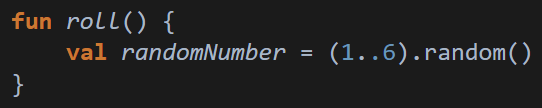 fun roll() {
    val randomNumber = (1..6).random()
}